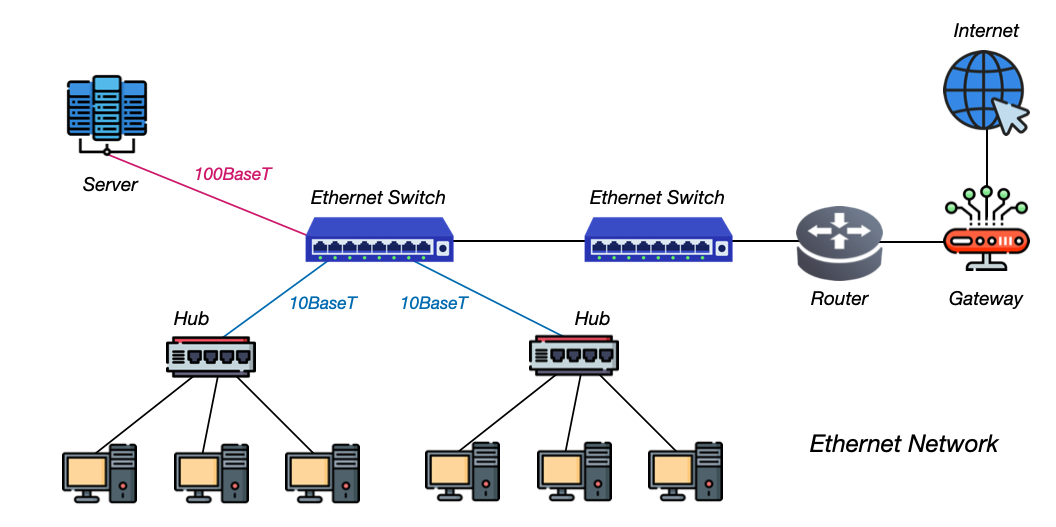 Internet
Server
100BaseT
Ethernet Switch
Ethernet Switch
Router
Gateway
10BaseT
10BaseT
Hub
Hub
Ethernet Network